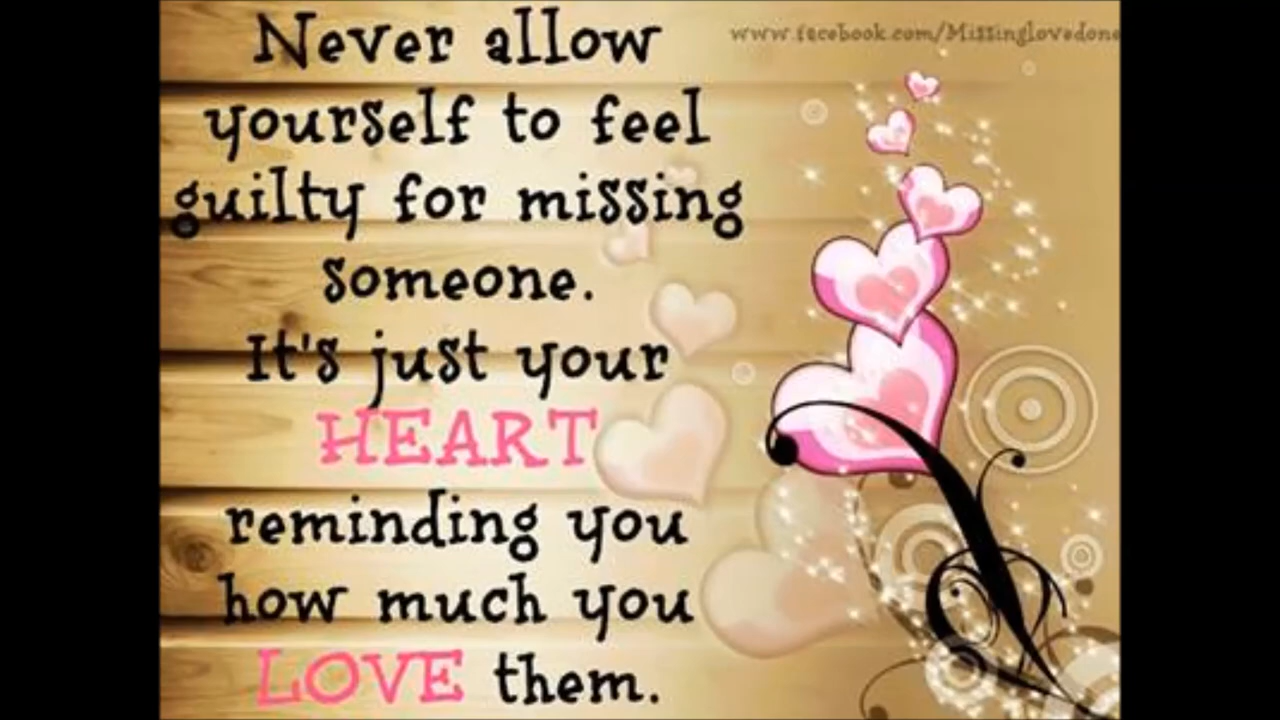 www.facebook.com/Missinglovedone
Never allow
yourself to feel
guilty for missing
someone.
It's just your
HEART
reminding you
how much you
LOVE them.